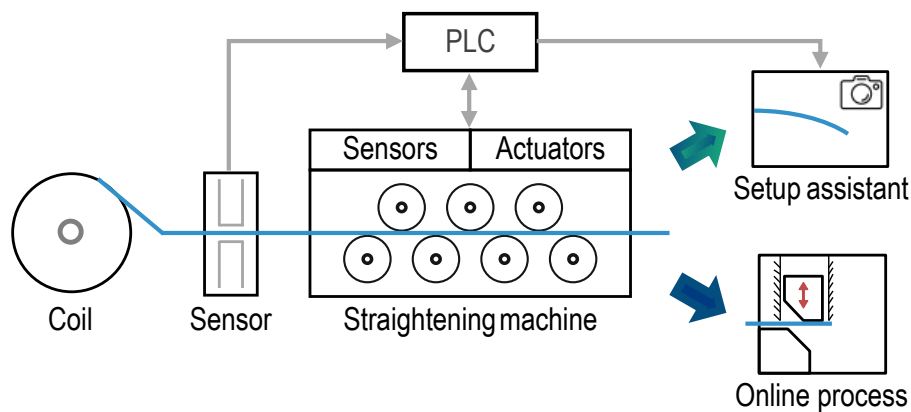 PLC
Sensors
Actuators
Setup assistant
Coil
Sensor
Straightening machine
Online process